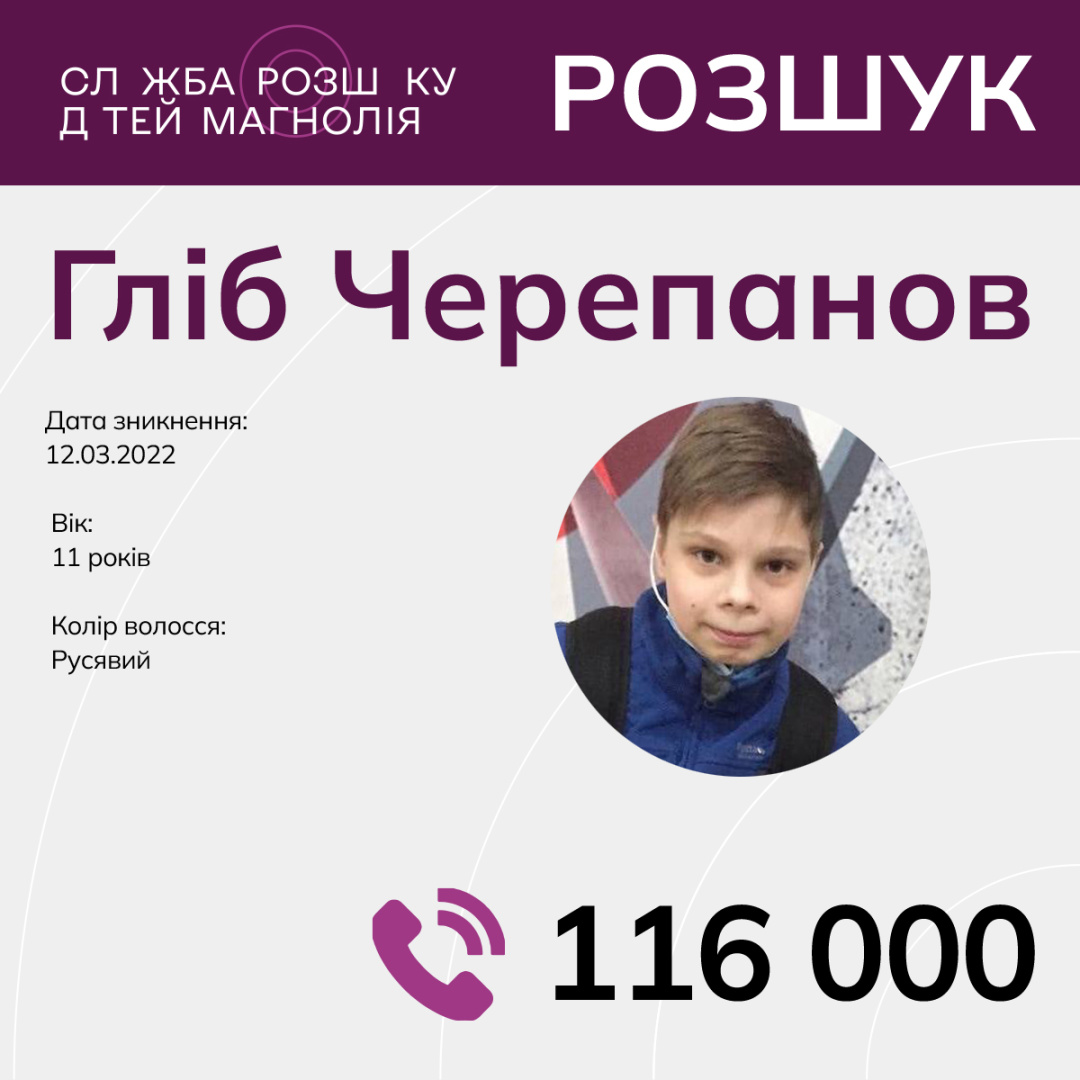 СЛ ЖБА РОЗШ КУ
Д ТЕЙ МАГНОЛІЯ
РОЗШУК
Гліб Черепанов
Дата зникнення:
12.03.2022
Вік:
11 років
Колір волосся:
Русявий
116 000